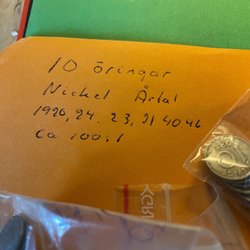 10 öringar
Nickel Årtal
1920, 24, 23, 21 40 46
ca 100:1